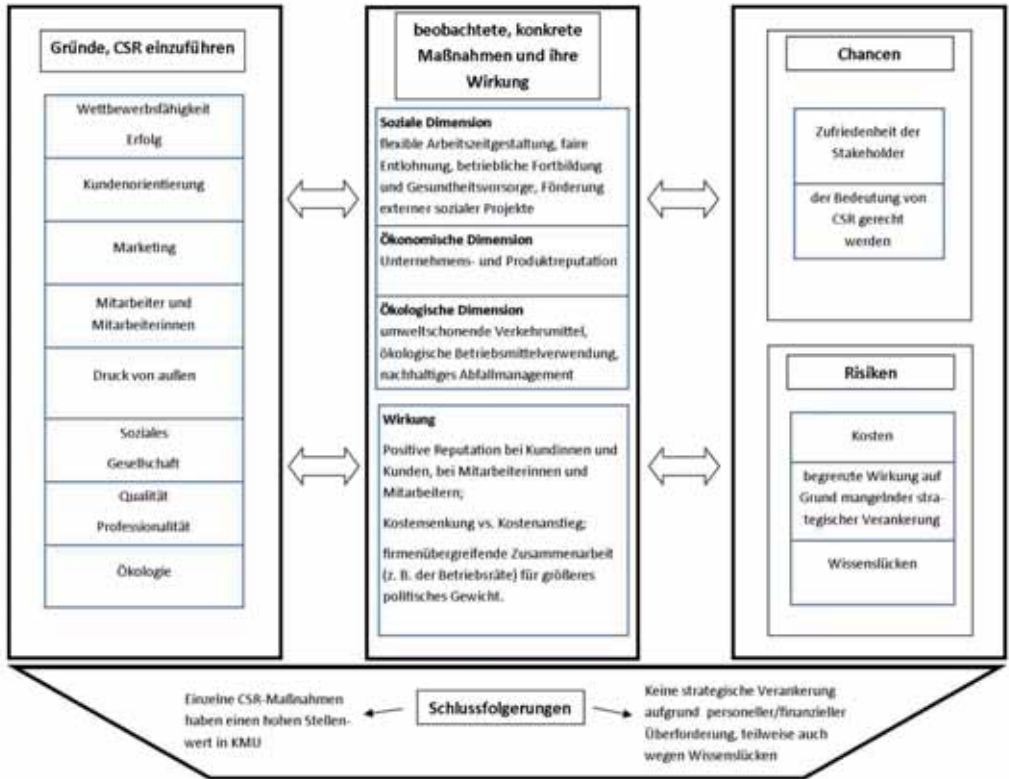 Gründe, CSR einzuführen
Wettbewerbsfähigkeit
Erfolg
Kundenorientierung
Marketing
Mitarbeiter und
Mitarbeiterinnen
Druck von außen
Soziales
Gesellschaft
Qualität
Professionalität
Ökologie
beobachtete, konkrete
Maßnahmen und ihre
Wirkung
Soziale Dimension
flexible Arbeitszeitgestaltung, faire
Entlohnung, betriebliche Fortbildung
und Gesundheitsvorsorge, Förderung
externer sozialer Projekte
Ökonomische Dimension
Unternehmens- und Produktreputation
Ökologische Dimension
umweltschonende Verkehrsmittel,
ökologische Betriebsmittelverwendung,
nachhaltiges Abfallmanagement
Wirkung
Positive Reputation bei Kundinnen und
Kunden, bei Mitarbeiterinnen und
Mitarbeitern;
Kostensenkung vs. Kostenanstieg;
firmenübergreifende Zusammenarbeit
(z. B. der Betriebsräte) für größeres
politisches Gewicht.
Chancen
Zufriedenheit der
Stakeholder
der Bedeutung von
CSR gerecht
werden
Risiken
Kosten
begrenzte Wirkung auf
Grund mangelnder stra-
tegischer Verankerung
Wissenslücken
Einzelne CSR-Maßnahmen
haben einen hohen Stellen-
wert in KMU
Schlussfolgerungen
Keine strategische Verankerung
aufgrund personeller/finanzieller
Überforderung, teilweise auch
wegen Wissenslücken